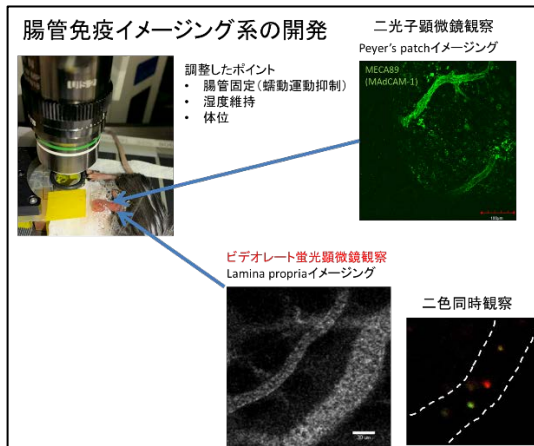 腸管免疫イメージング系の開発
二光子顕微鏡観察
Peyer's patchイメージング
調整したポイント
• 腸管固定(蠕動運動抑制)
• 湿度維持
• 体位
MECA89
(MAdCAM-1)
100μm
ビデオレート蛍光顕微鏡観察
Lamina propriaイメージング
二色同時観察